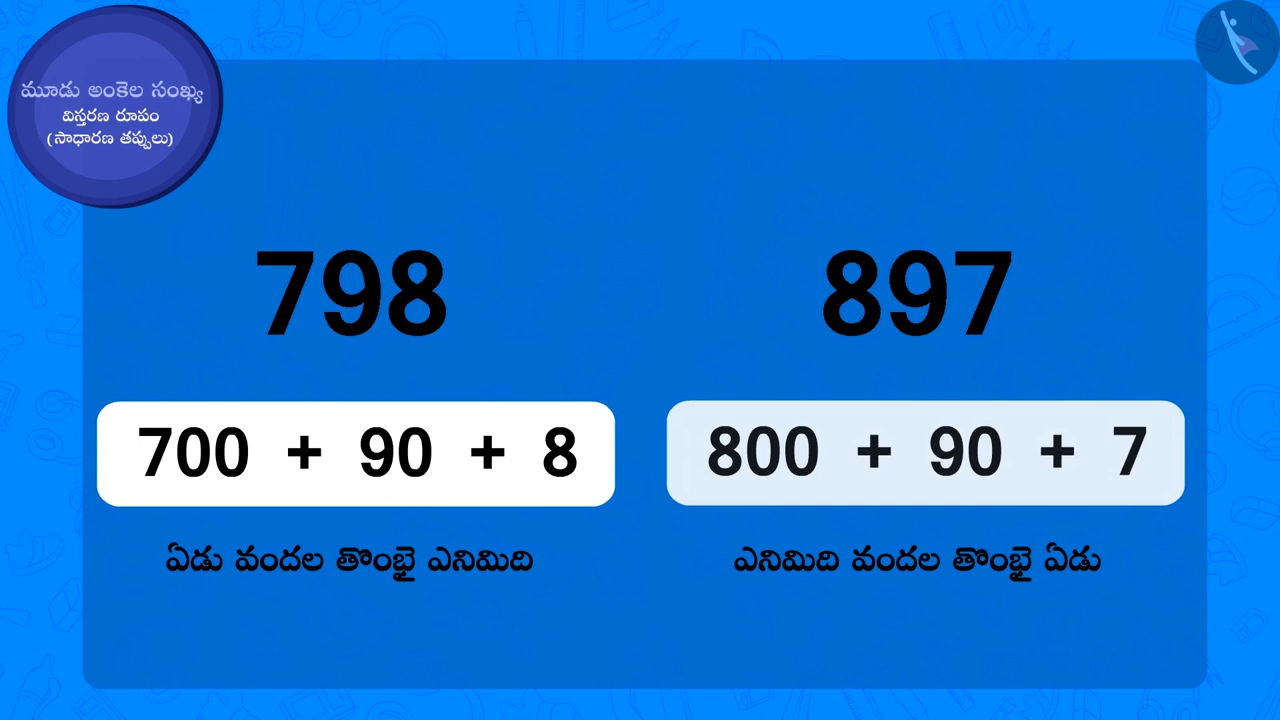 మూడు అంకెల సంఖ్య
విస్తరణ రూపం
(సాధారణ తప్పులు)
798
897
700 + 90 + 8
800 + 90 + 7
ఏడు వందల తొంభై ఎనిమిది
ఎనిమిది వందల తొంభై ఏడు